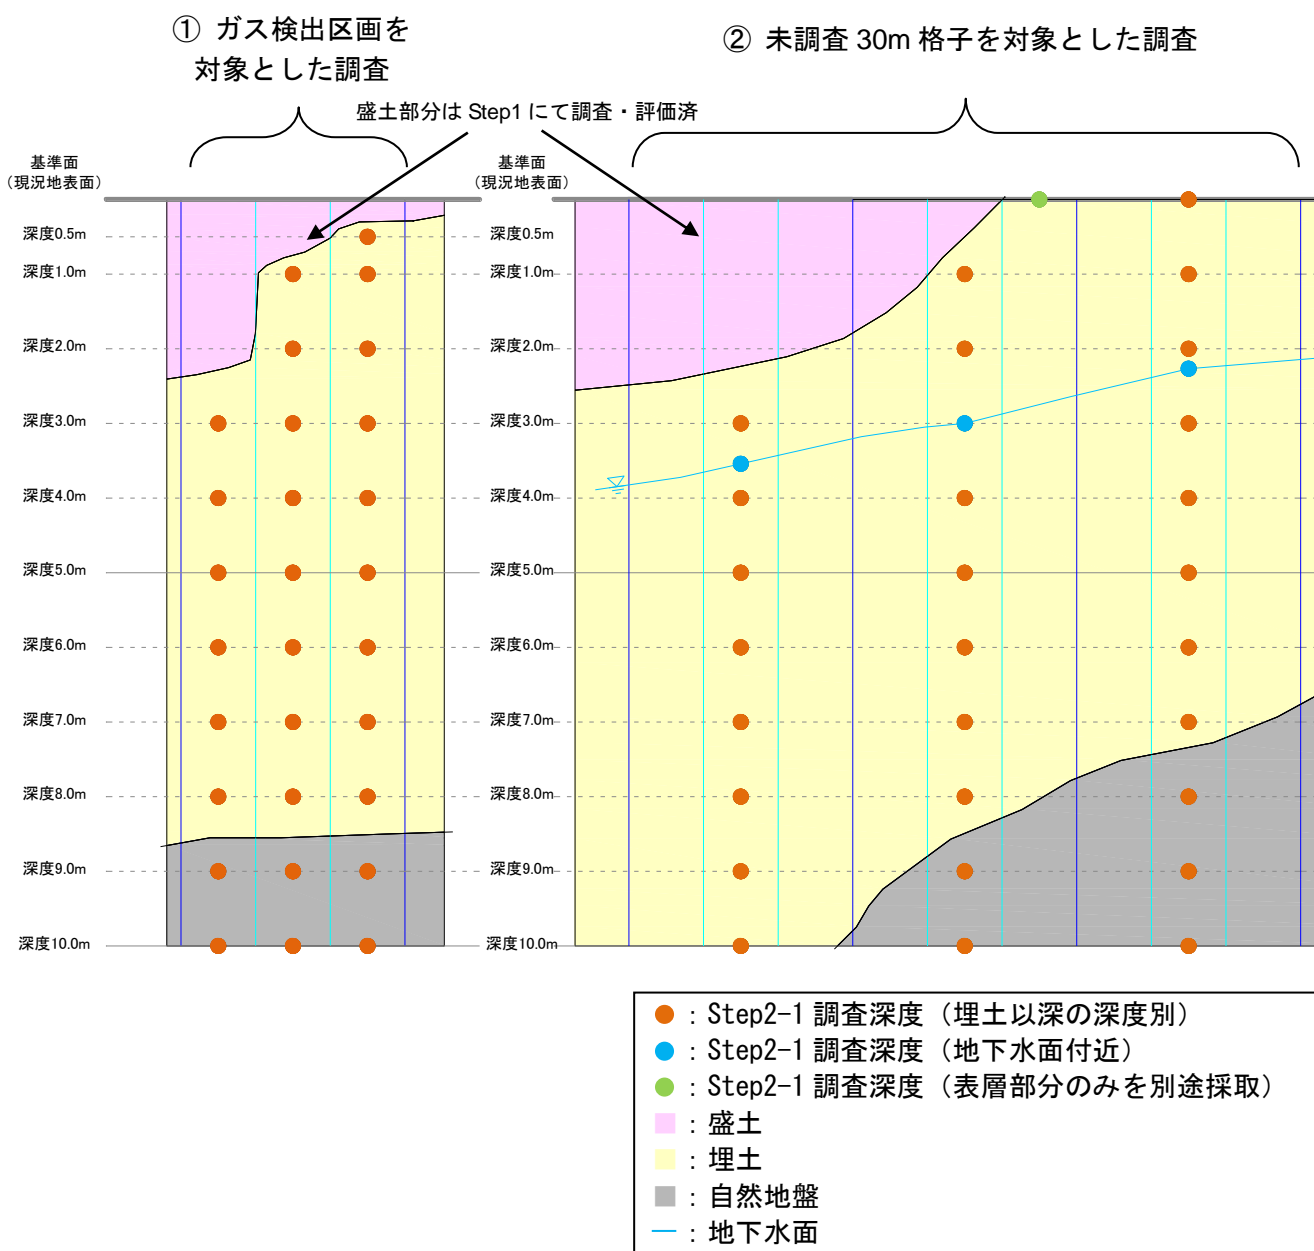 ① ガス検出区画を
対象とした調査
② 未調査 30m 格子を対象とした調査
盛土部分は Step1 にて調査・評価済
基準面
（現況地表面）
深度0.5m
深度1.0m
深度2.0m
深度3.0m
深度4.0m
深度5.0m
深度6.0m
深度7.0m
深度8.0m
深度9.0m
深度10.0m
基準面
（現況地表面）
深度0.5m
深度1.0m
深度2.0m
深度3.0m
深度4.0m
深度5.0m
深度6.0m
深度7.0m
深度8.0m
深度9.0m
深度10.0m
：Step2-1 調査深度（埋土以深の深度別）
：Step2-1 調査深度（地下水面付近）
：Step2-1 調査深度（表層部分のみを別途採取）
：盛土
：埋土
：自然地盤
：地下水面